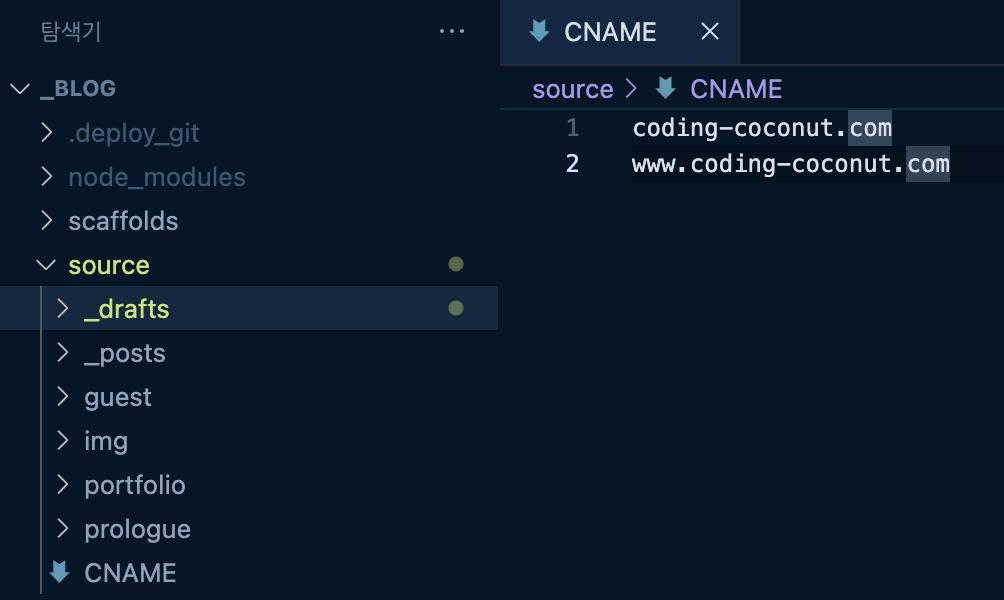 탐색기 ···
_BLOG
.deploy_git
node_modules
scaffolds
source
_drafts
_posts
guest
img
portfolio
prologue
CNAME
CNAME
source > CNAME
1 coding-coconut.com
2 www.coding-coconut.com